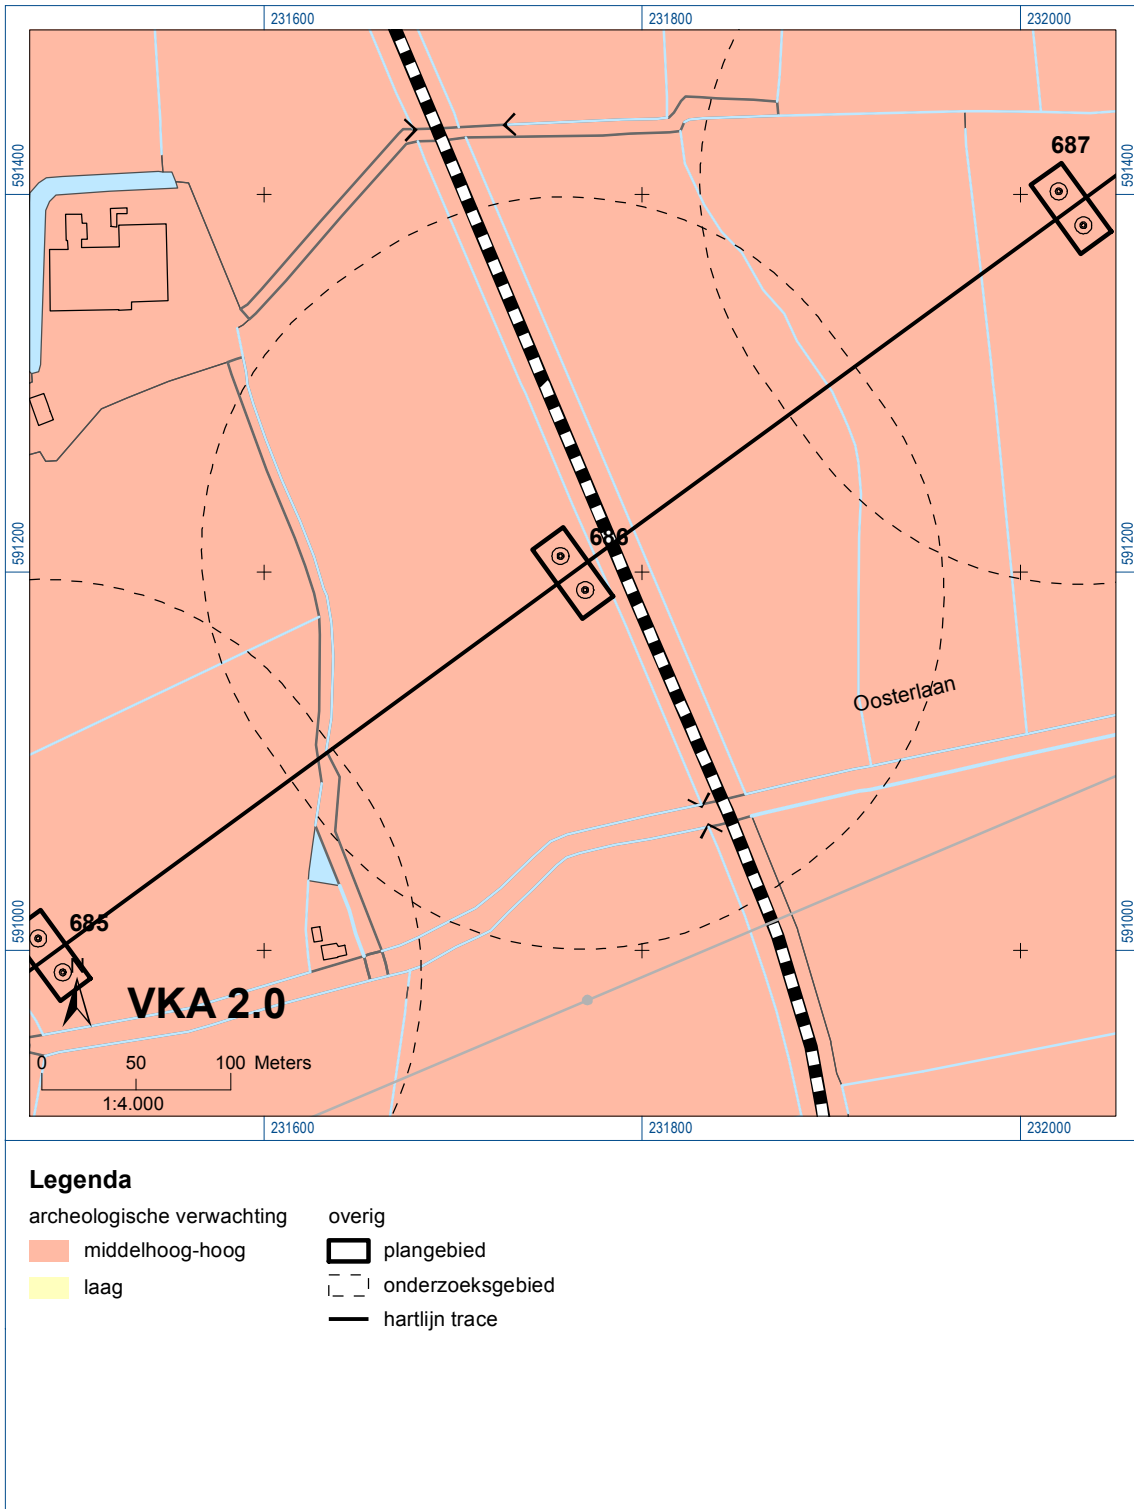 231600 231800 232000
591400 591400
687
591200 591200
686
Oosterlaan
591000 591000
685
N
VKA 2.0
0 50 100 Meters
1:4.000
231600 231800 232000
Legenda
archeologische verwachting overig
middelhoog-hoog plangebied
laag onderzoeksgebied
hartlijn trace